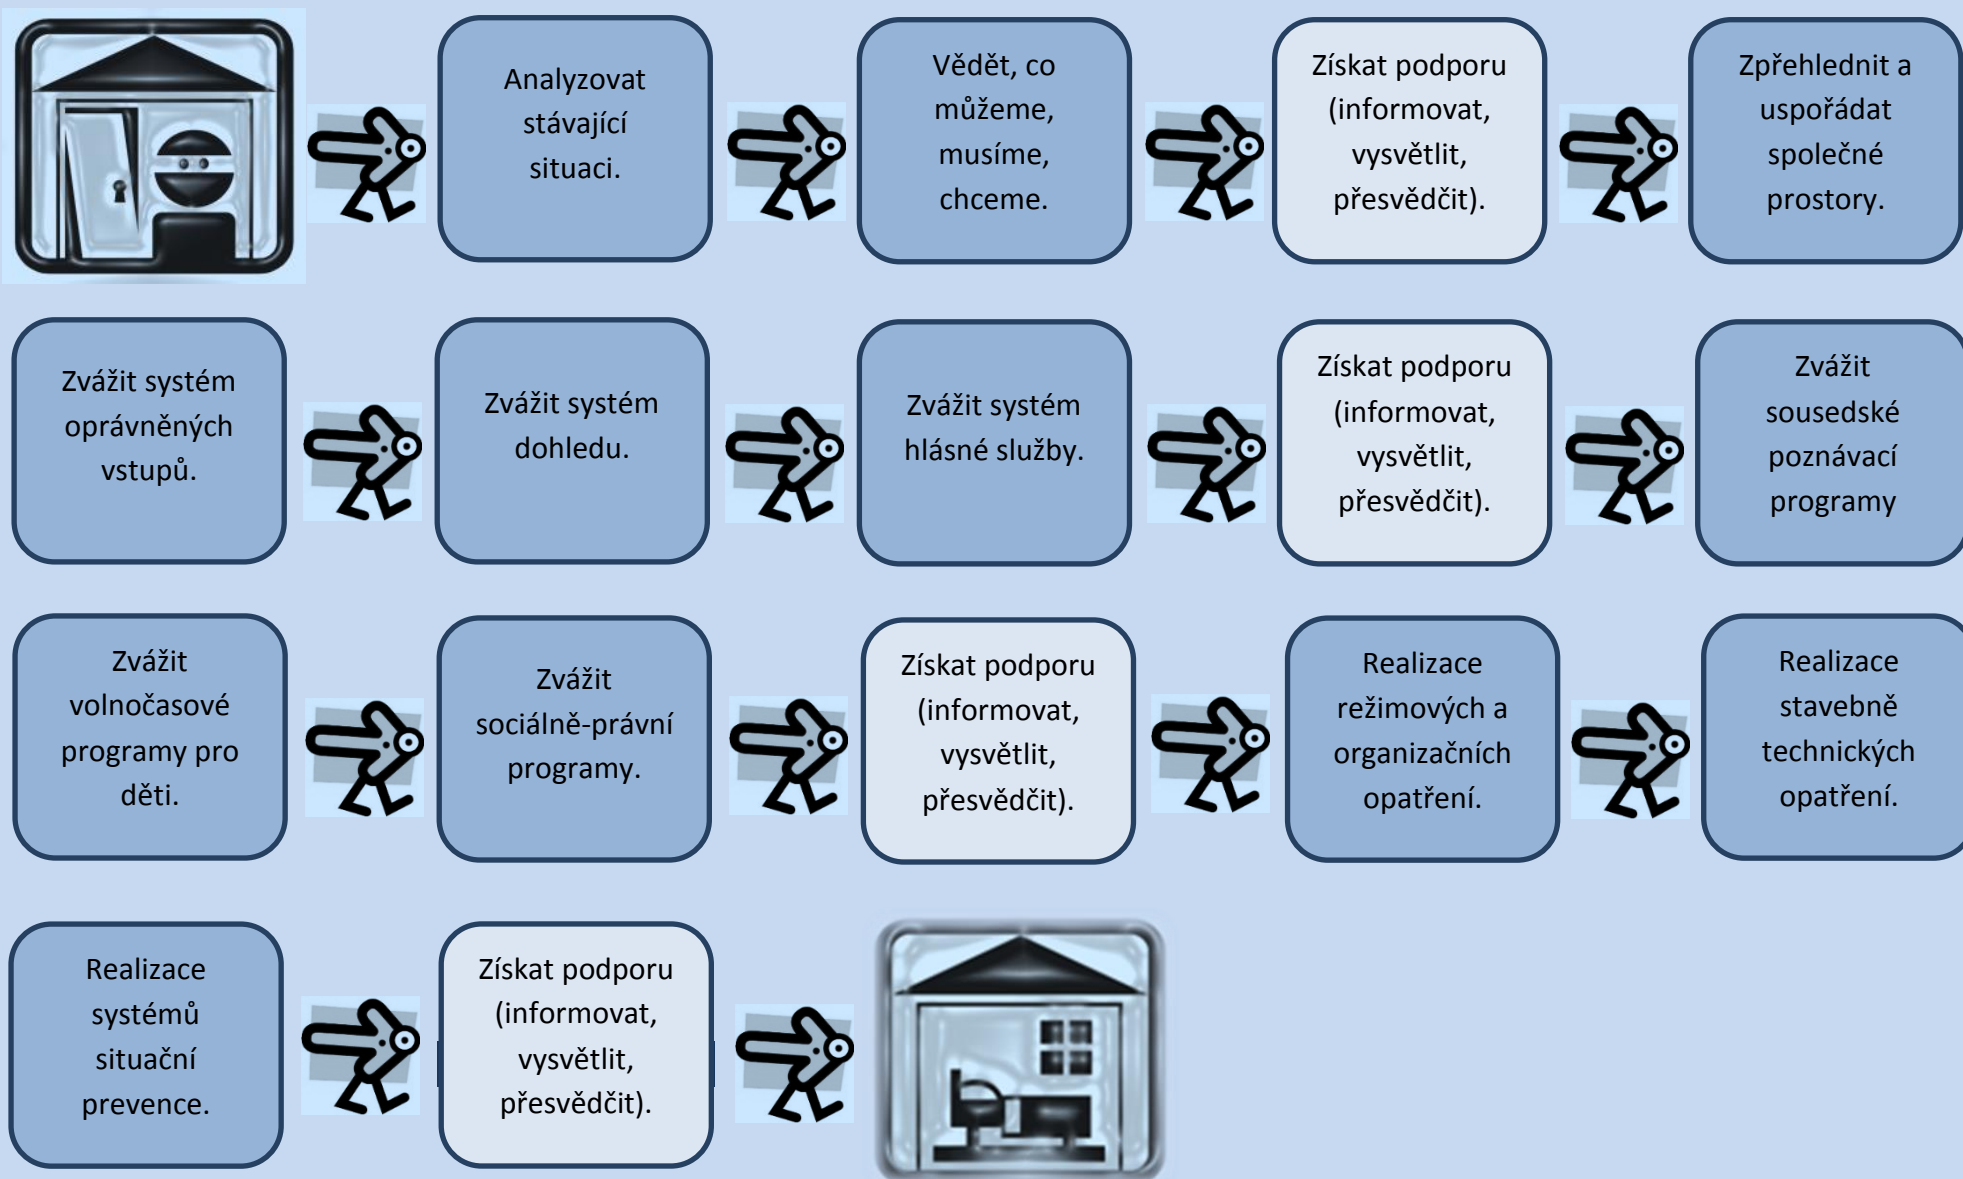 Analyzovat
stávající
situaci.
Vědět, co
můžeme,
musíme,
chceme.
Získat podporu
(informovat,
vysvětlit,
přesvědčit).
Zpřehlednit a
uspořádat
společné
prostory.
Zvážit systém
oprávněných
vstupů.
Zvážit systém
dohledu.
Zvážit systém
hlásné služby.
Získat podporu
(informovat,
vysvětlit,
přesvědčit).
Zvážit
sousedské
poznávací
programy
Zvážit
volnočasové
programy pro
děti.
Zvážit
sociálně-právní
programy.
Získat podporu
(informovat,
vysvětlit,
přesvědčit).
Realizace
režimových a
organizačních
opatření.
Realizace
stavebně
technických
opatření.
Realizace
systémů
situační
prevence.
Získat podporu
(informovat,
vysvětlit,
přesvědčit).